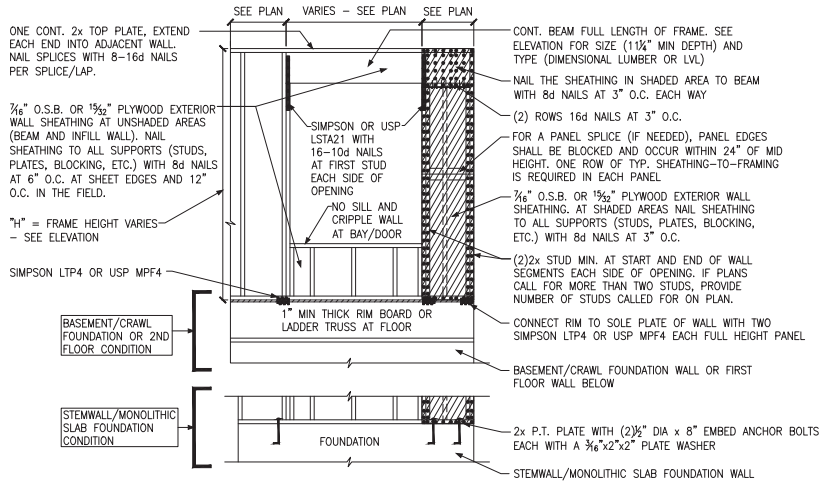 SEE PLAN
VARIES - SEE PLAN
SEE PLAN
ONE CONT. 2x TOP PLATE, EXTEND
EACH END INTO ADJACENT WALL.
NAIL SPLICES WITH 8-16d NAILS
PER SPLICE/LAP.
7/16" O.S.B. OR 15/32" PLYWOOD EXTERIOR
WALL SHEATHING AT UNSHADED AREAS
(BEAM AND INFILL WALL). NAIL
SHEATHING TO ALL SUPPORTS (STUDS,
PLATES, BLOCKING, ETC.) WITH 8d NAILS
AT 6" O.C. AT SHEET EDGES AND 12"
O.C. IN THE FIELD.
"H" = FRAME HEIGHT VARIES
- SEE ELEVATION
SIMPSON LTP4 OR USP MPF4
BASEMENT/CRAWL
FOUNDATION OR 2ND
FLOOR CONDITION
STEMWALL/MONOLITHIC
SLAB FOUNDATION
CONDITION
SIMPSON OR USP
LSTA21 WITH
16-10d NAILS
AT FIRST STUD
EACH SIDE OF
OPENING
NO SILL AND
CRIPPLE WALL
AT BAY/DOOR
1" MIN THICK RIM BOARD OR
LADDER TRUSS AT FLOOR
FOUNDATION
CONT. BEAM FULL LENGTH OF FRAME. SEE
ELEVATION FOR SIZE (11¼" MIN DEPTH) AND
TYPE (DIMENSIONAL LUMBER OR LVL)
NAIL THE SHEATHING IN SHADED AREA TO BEAM
WITH 8d NAILS AT 3" O.C. EACH WAY
(2) ROWS 16d NAILS AT 3" O.C.
FOR A PANEL SPLICE (IF NEEDED), PANEL EDGES
SHALL BE BLOCKED AND OCCUR WITHIN 24" OF MID
HEIGHT. ONE ROW OF TYP. SHEATHING-TO-FRAMING
IS REQUIRED IN EACH PANEL
7/16" O.S.B. OR 15/32" PLYWOOD EXTERIOR WALL
SHEATHING. AT SHADED AREAS NAIL SHEATHING
TO ALL SUPPORTS (STUDS, PLATES, BLOCKING,
ETC.) WITH 8d NAILS AT 3" O.C.
(2)2x STUD MIN. AT START AND END OF WALL
SEGMENTS EACH SIDE OF OPENING. IF PLANS
CALL FOR MORE THAN TWO STUDS, PROVIDE
NUMBER OF STUDS CALLED FOR ON PLAN.
CONNECT RIM TO SOLE PLATE OF WALL WITH TWO
SIMPSON LTP4 OR USP MPF4 EACH FULL HEIGHT PANEL
BASEMENT/CRAWL FOUNDATION WALL OR FIRST
FLOOR WALL BELOW
2x P.T. PLATE WITH (2)½" DIA x 8" EMBED ANCHOR BOLTS
EACH WITH A 3/16"x2"x2" PLATE WASHER
STEMWALL/MONOLITHIC SLAB FOUNDATION WALL